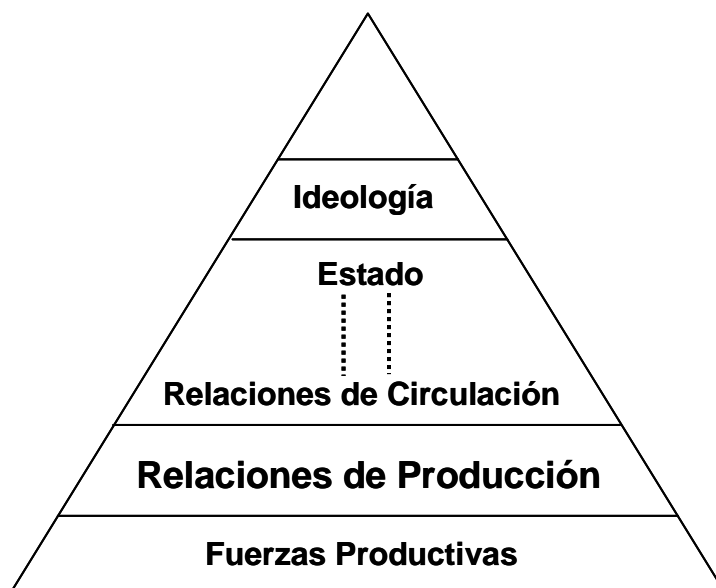 Ideología
Estado
Relaciones de Circulación
Relaciones de Producción
Fuerzas Productivas